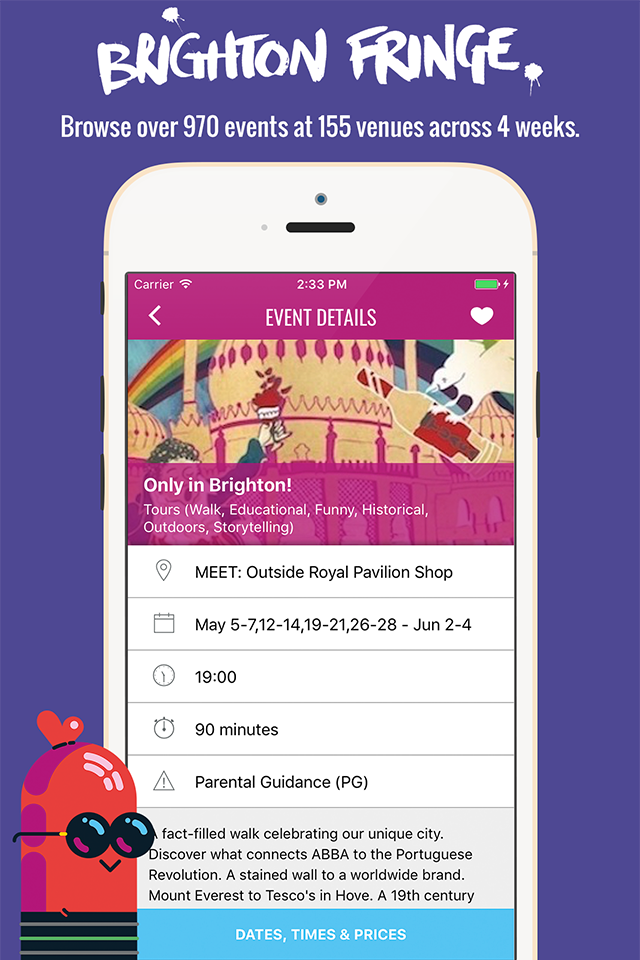 BRIGHTON FRINGE.
Browse over 970 events at 155 venues across 4 weeks.
Carrier 2:33 PM
EVENT DETAILS
Only in Brighton!
Tours (Walk, Educational, Funny, Historical,
Outdoors, Storytelling)
MEET: Outside Royal Pavilion Shop
May 5-7,12-14,19-21,26-28 - Jun 2-4
19:00
90 minutes
Parental Guidance (PG)
A fact-filled walk celebrating our unique city.
Discover what connects ABBA to the Portuguese
Revolution. A stained wall to a worldwide brand.
Mount Everest to Tesco's in Hove. A 19th century
DATES, TIMES & PRICES